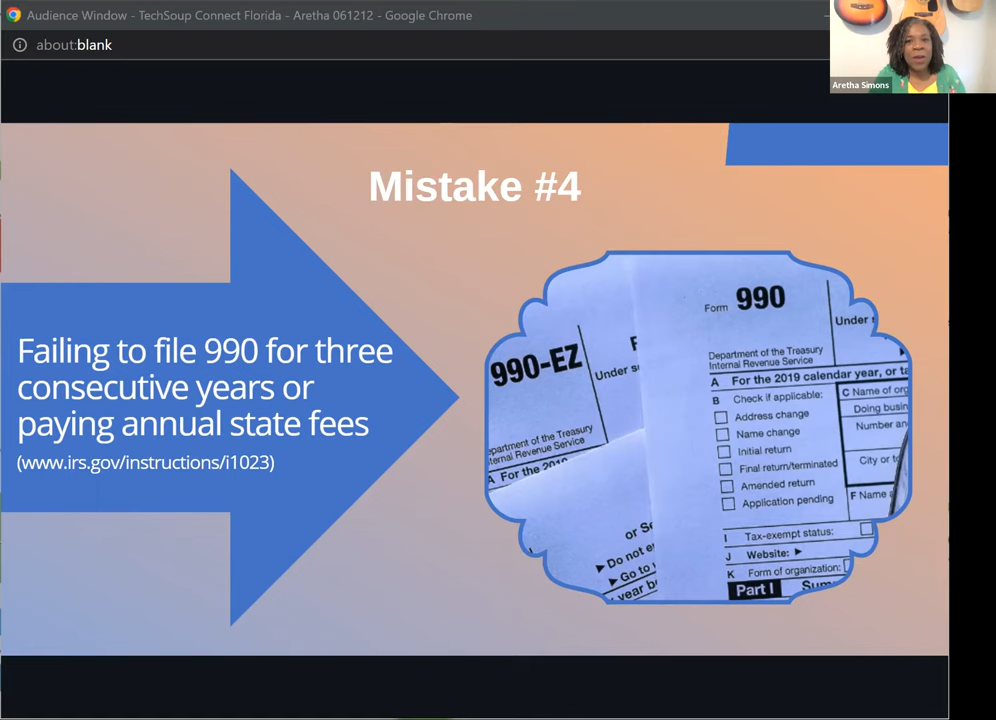 Audience Window - TechSoup Connect Florida - Aretha 061212 - Google Chrome
about:blank
Aretha Simons
Mistake #4
Failing to file 990 for three
consecutive years or
paying annual state fees
(www.irs.gov/instructions/i1023)
990-EZ
Under
Department of the Treasury
Internal Revenue Service
A For the
Do not
Go to
year
Form 990
Under
Department of the Treasury
Internal Revenue Service
A For the 2019 calendar year, or
B Check if applicable:
Address change
Name change
Initial return
Final return/terminated
Amended return
Application pending
C Name of
Doing
Number
City or
F Name
I Tax-exempt status:
J Website: ▶
K Form of organization:
Part I